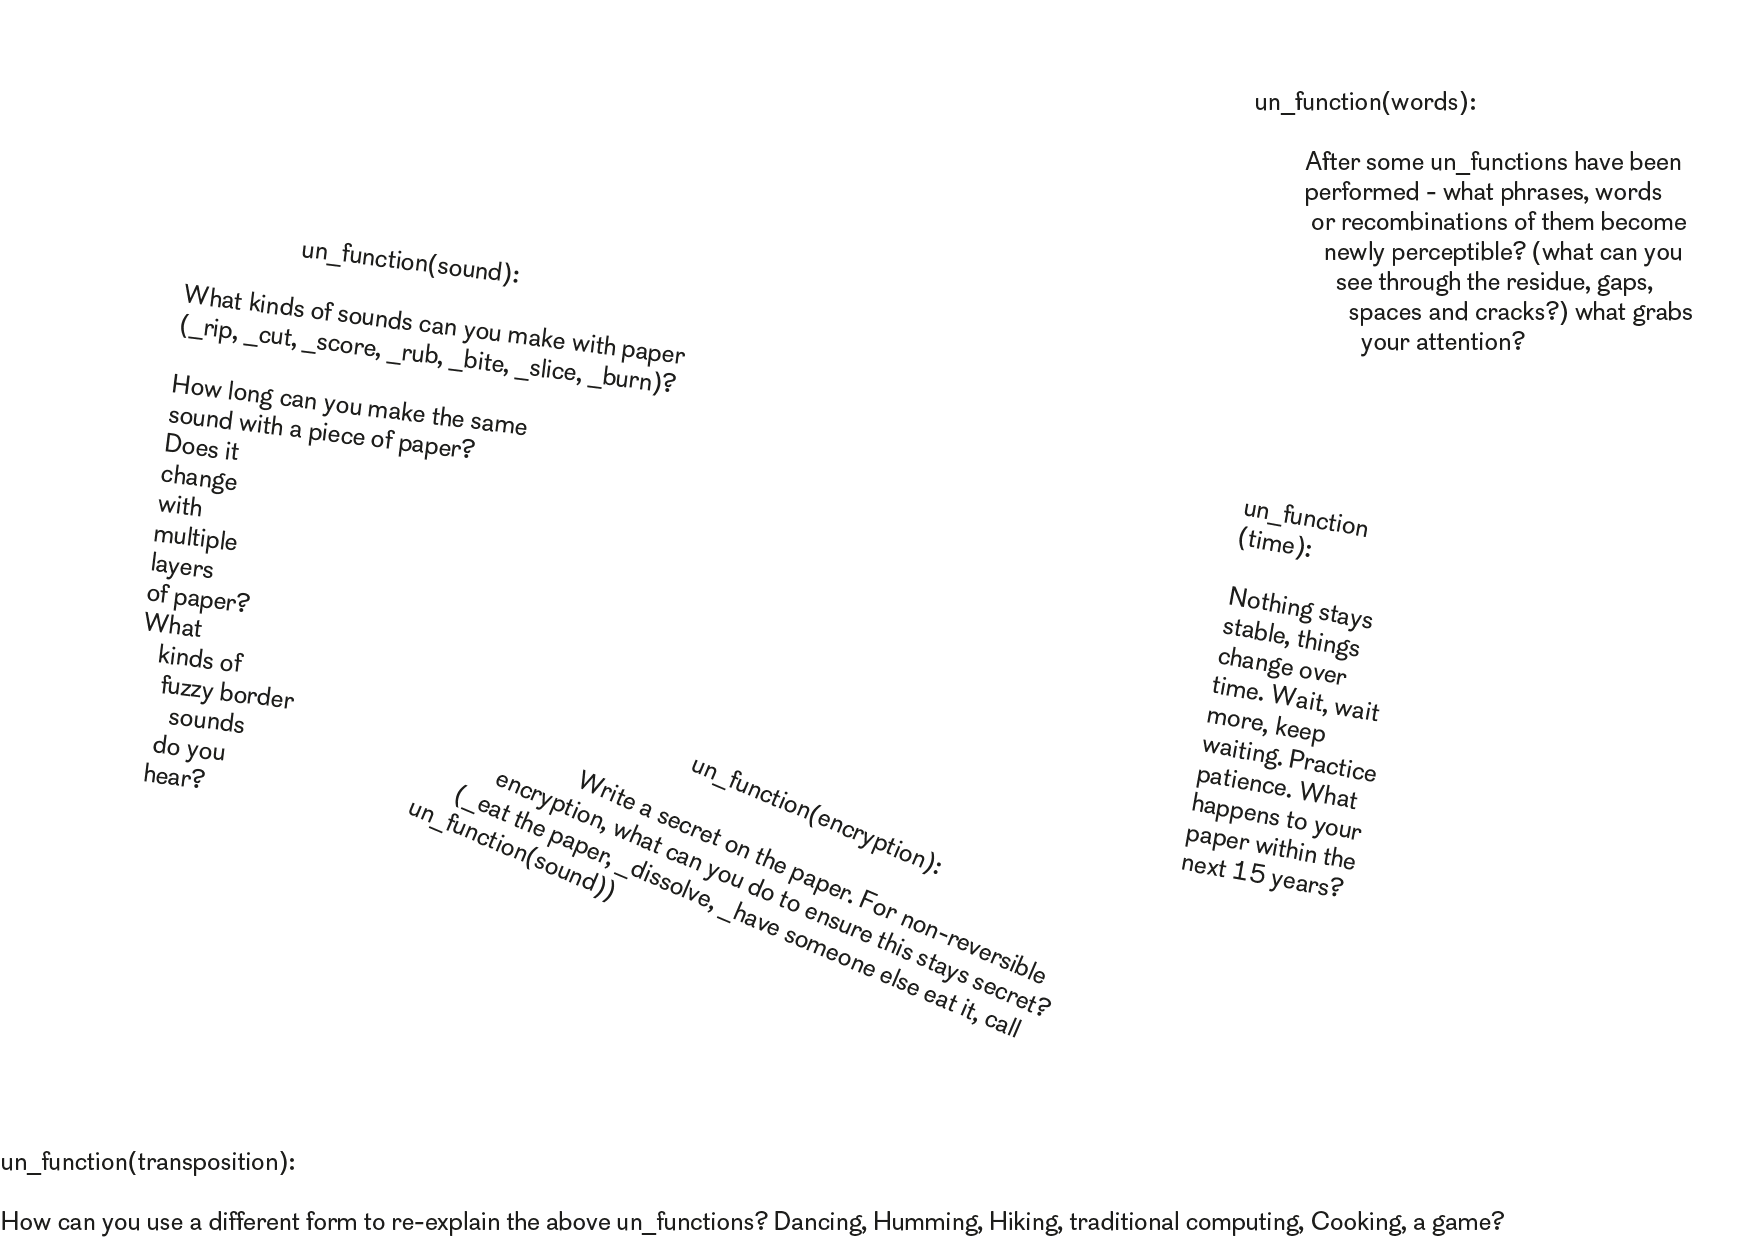 un_function(words):
After some un_functions have been
performed - what phrases, words
or recombinations of them become
newly perceptible? (what can you
see through the residue, gaps,
spaces and cracks?) what grabs
your attention?
un_function(sound):
What kinds of sounds can you make with paper
(_rip, _cut, _score, _rub, _bite, _slice, _burn)?
How long can you make the same
sound with a piece of paper?
Does it
change
with
multiple
layers
of paper?
What
kinds of
fuzzy border
sounds
do you
hear?
un_function
(time):
Nothing stays
stable, things
change over
time. Wait, wait
more, keep
waiting. Practice
patience. What
happens to your
paper within the
next 15 years?
un_function(encryption):
Write a secret on the paper. For non-reversible
encryption, what can you do to ensure this stays secret?
(_eat the paper, _dissolve, _have someone else eat it, call
un_function(sound))
un_function(transposition):
How can you use a different form to re-explain the above un_functions? Dancing, Humming, Hiking, traditional computing, Cooking, a game?